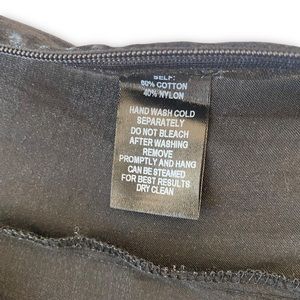 SELF:
60% COTTON
40% NYLON
HAND WASH COLD
SEPARATELY
DO NOT BLEACH
AFTER WASHING
REMOVE
PROMPTLY AND HANG
CAN BE STEAMED
FOR BEST RESULTS
DRY CLEAN